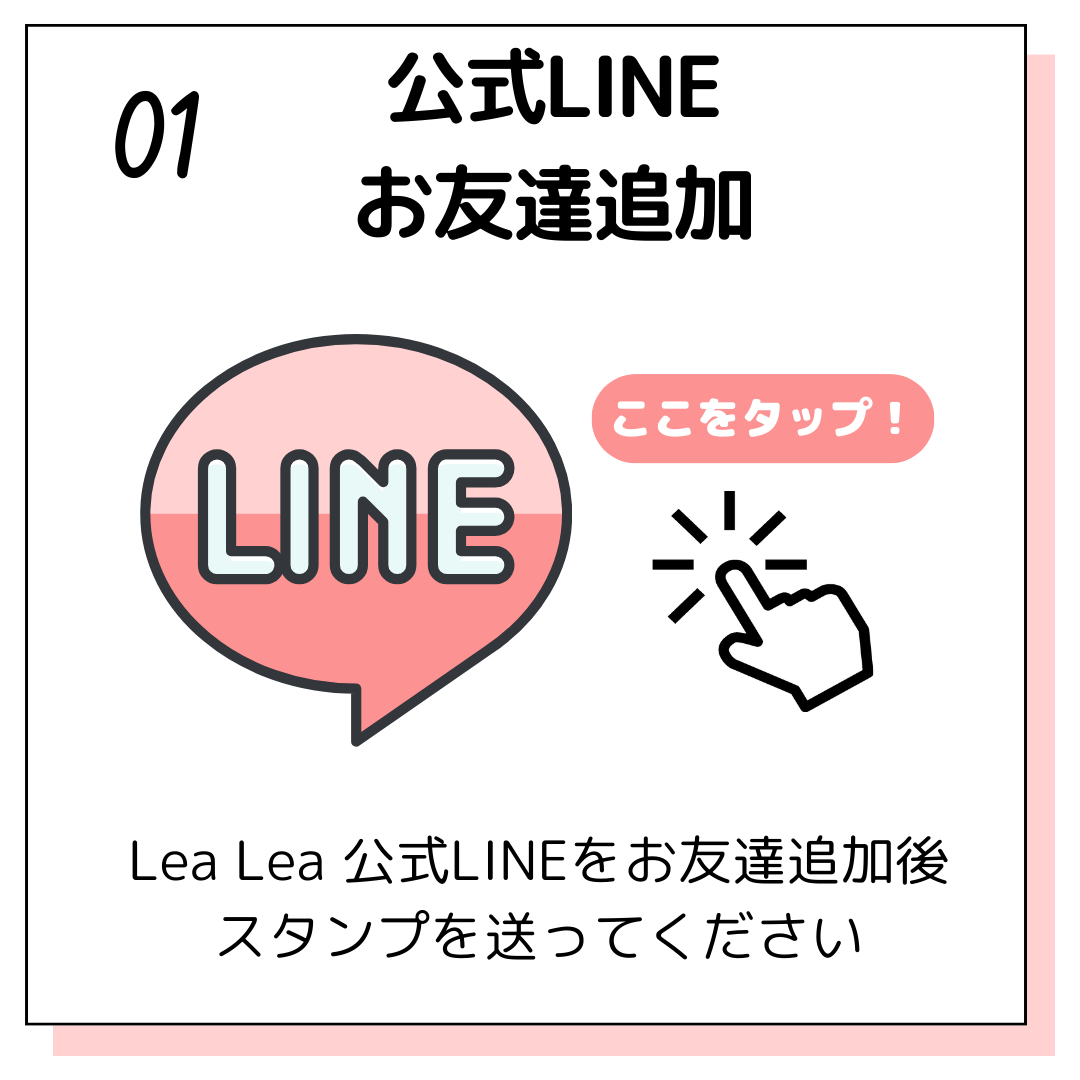 01
公式LINE
お友達追加
LINE
ここをタップ！
Lea Lea 公式LINEをお友達追加後
スタンプを送ってください